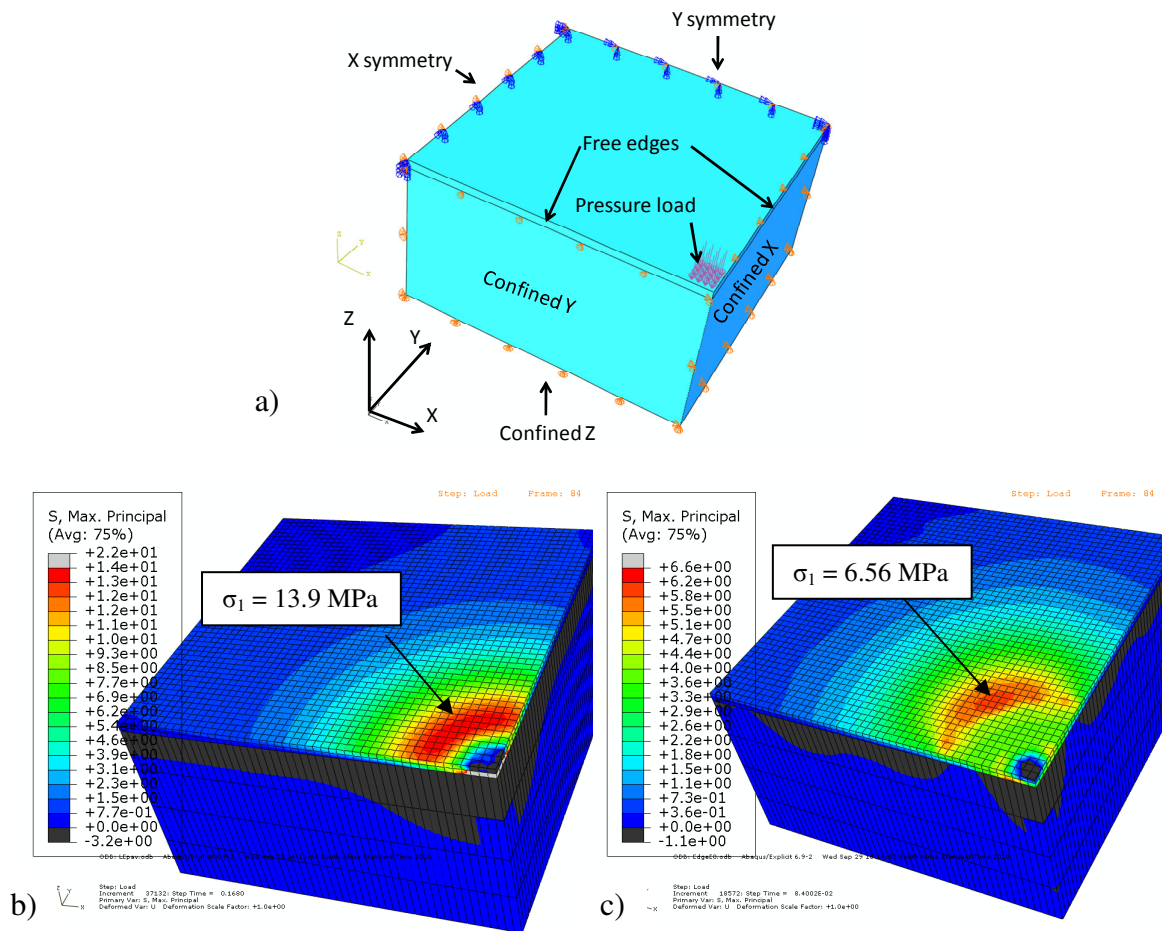 Y symmetry
X symmetry
Free edges
Pressure load
Confined X
Confined Y
Z
Y
X
Confined Z
a)
Step: Load Frame: 84
S, Max. Principal
(Avg: 75%)
+2.2e+01
+1.4e+01
+1.3e+01
+1.2e+01
+1.2e+01
+1.1e+01
+1.0e+01
+9.3e+00
+8.5e+00
+7.7e+00
+6.9e+00
+6.2e+00
+5.4e+00
+4.6e+00
+3.9e+00
+3.1e+00
+2.3e+00
+1.5e+00
+7.7e-01
+0.0e+00
-3.2e+00
σ1 = 13.9 MPa
Step: Load
Increment 37132: Step Time = 0.1680
Primary Var: S, Max. Principal
Deformed Var: U Deformation Scale Factor: +1.0e+00
b)
Step: Load Frame: 84
S, Max. Principal
(Avg: 75%)
+6.6e+00
+6.2e+00
+5.8e+00
+5.5e+00
+5.1e+00
+4.7e+00
+4.4e+00
+4.0e+00
+3.6e+00
+3.3e+00
+2.9e+00
+2.6e+00
+2.2e+00
+1.8e+00
+1.5e+00
+1.1e+00
+7.3e-01
+3.6e-01
+0.0e+00
-1.1e+00
σ1 = 6.56 MPa
Abaqus/Explicit 6.9-2 Wed Sep 29
Step: Load
Increment 18572: Step Time = 8.4002E-02
Primary Var: S, Max. Principal
Deformed Var: U Deformation Scale Factor: +1.0e+00
c)